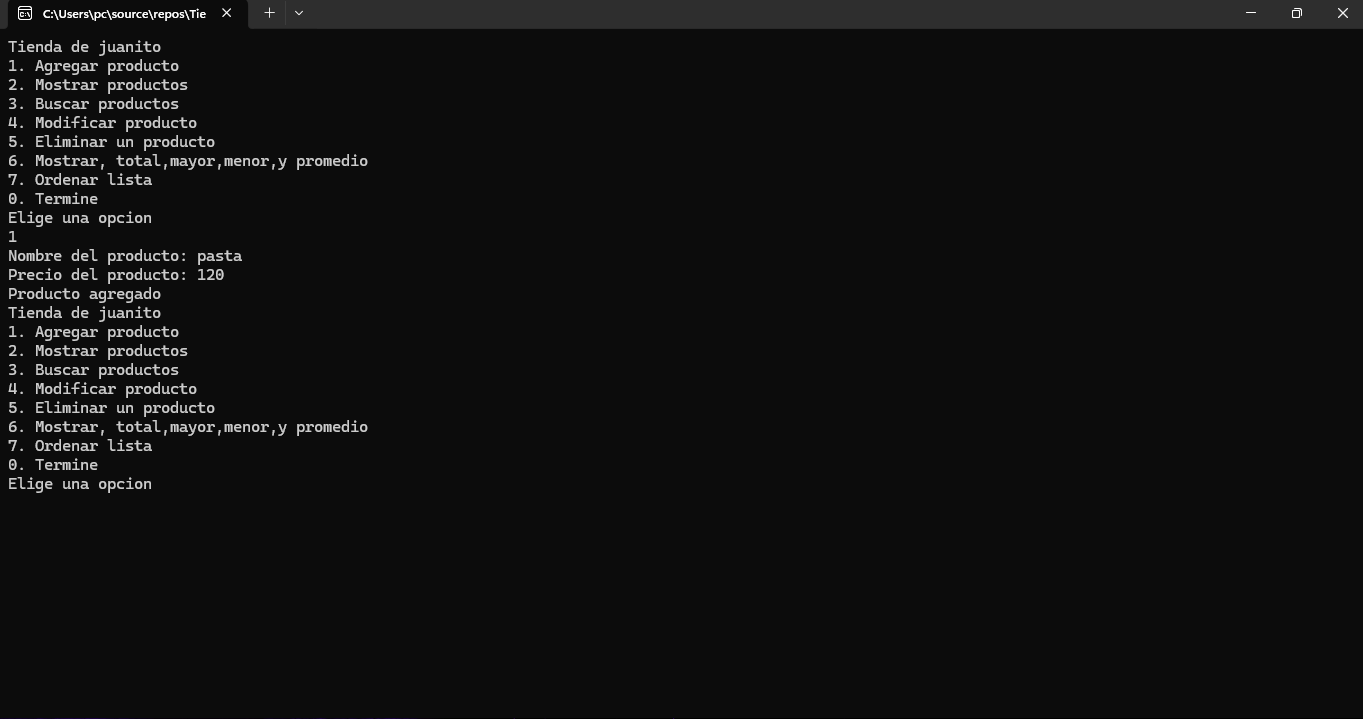 C:\Users\pc\source\repos\Tie
Tienda de juanito
1. Agregar producto
2. Mostrar productos
3. Buscar productos
4. Modificar producto
5. Eliminar un producto
6. Mostrar, total,mayor,menor,y promedio
7. Ordenar lista
0. Termine
Elige una opcion
1
Nombre del producto: pasta
Precio del producto: 120
Producto agregado
Tienda de juanito
1. Agregar producto
2. Mostrar productos
3. Buscar productos
4. Modificar producto
5. Eliminar un producto
6. Mostrar, total,mayor,menor,y promedio
7. Ordenar lista
0. Termine
Elige una opcion